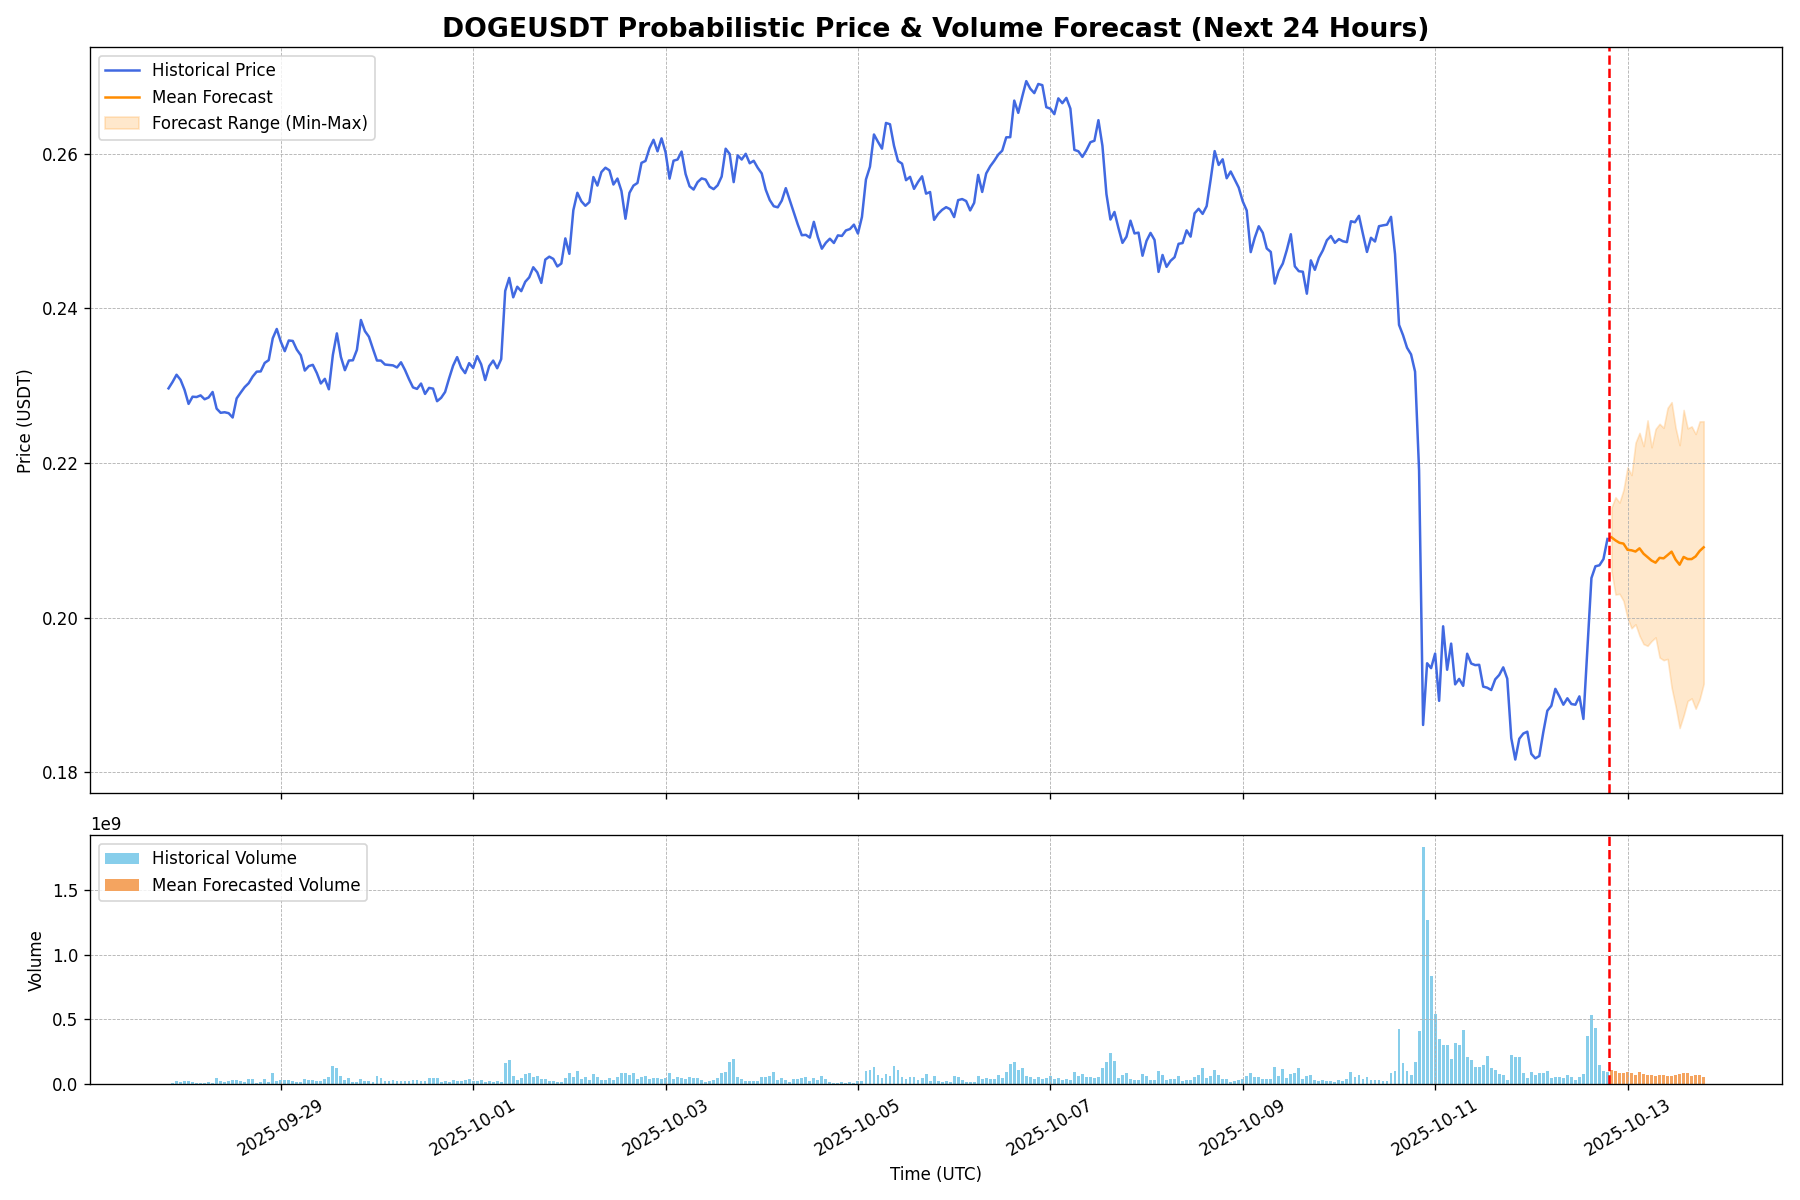 DOGEUSDT Probabilistic Price & Volume Forecast (Next 24 Hours)
Historical Price
Mean Forecast
Forecast Range (Min-Max)
Price (USDT)
0.26
0.24
0.22
0.20
0.18
1e9
Historical Volume
Mean Forecasted Volume
Volume
1.5
1.0
0.5
0.0
2025-09-29
2025-10-01
2025-10-03
2025-10-05
2025-10-07
2025-10-09
2025-10-11
2025-10-13
Time (UTC)